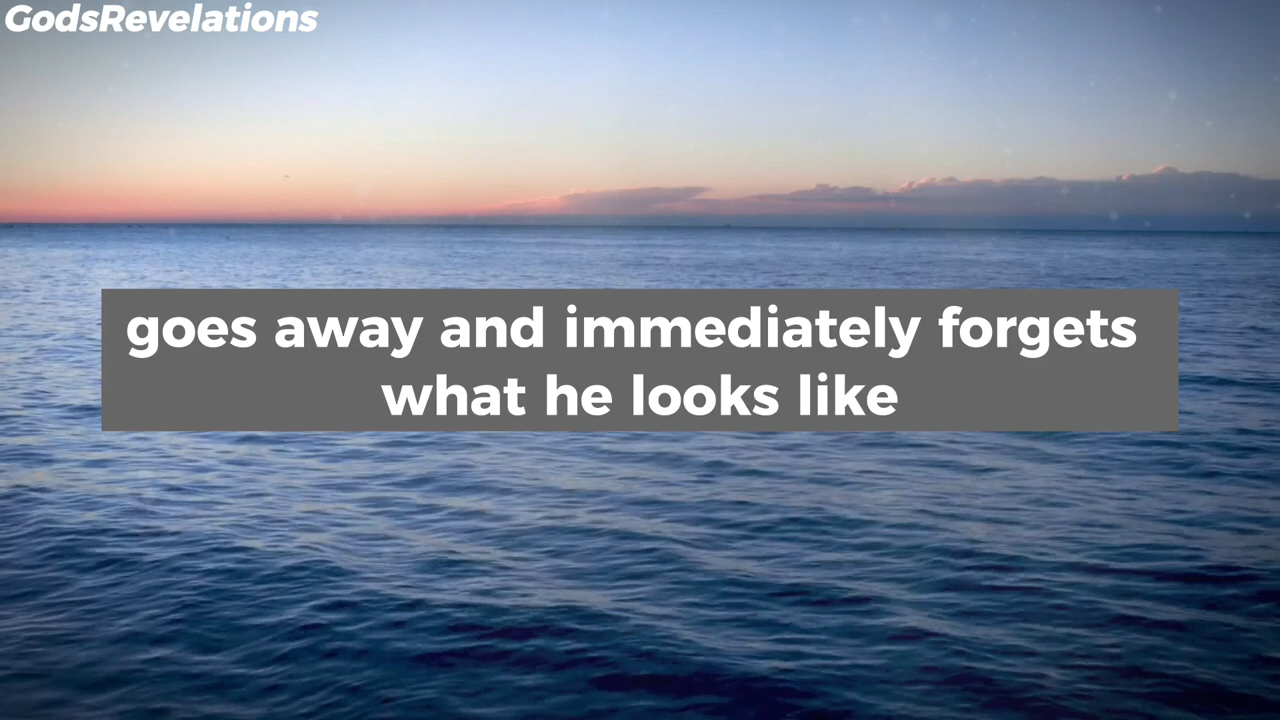 GodsRevelations
goes away and immediately forgets
what he looks like